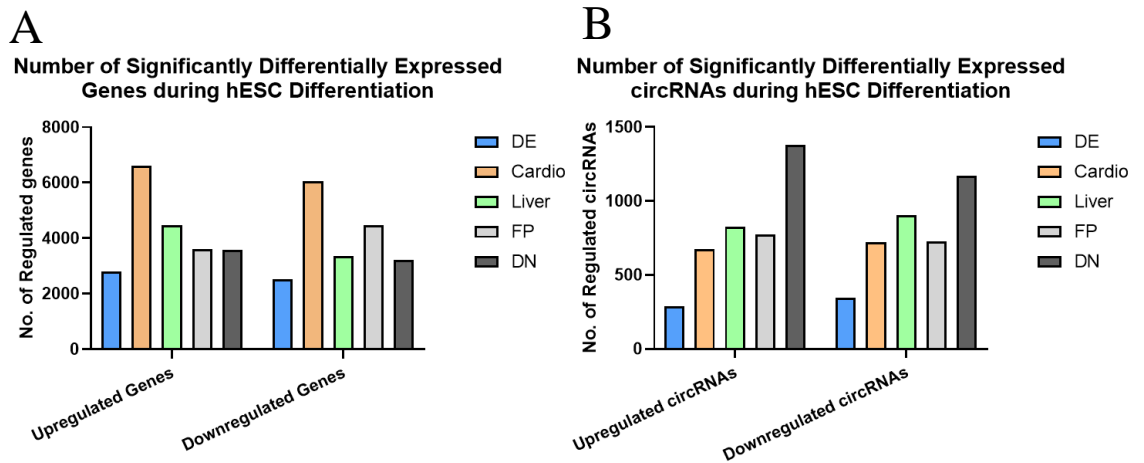 A
Number of Significantly Differentially Expressed
Genes during hESC Differentiation
No. of Regulated genes
8000
6000
4000
2000
0
Upregulated Genes
Downregulated Genes
DE
Cardio
Liver
FP
DN
B
Number of Significantly Differentially Expressed
circRNAs during hESC Differentiation
No. of Regulated circRNAs
1500
1000
500
0
Upregulated circRNAs
Downregulated circRNAs
DE
Cardio
Liver
FP
DN